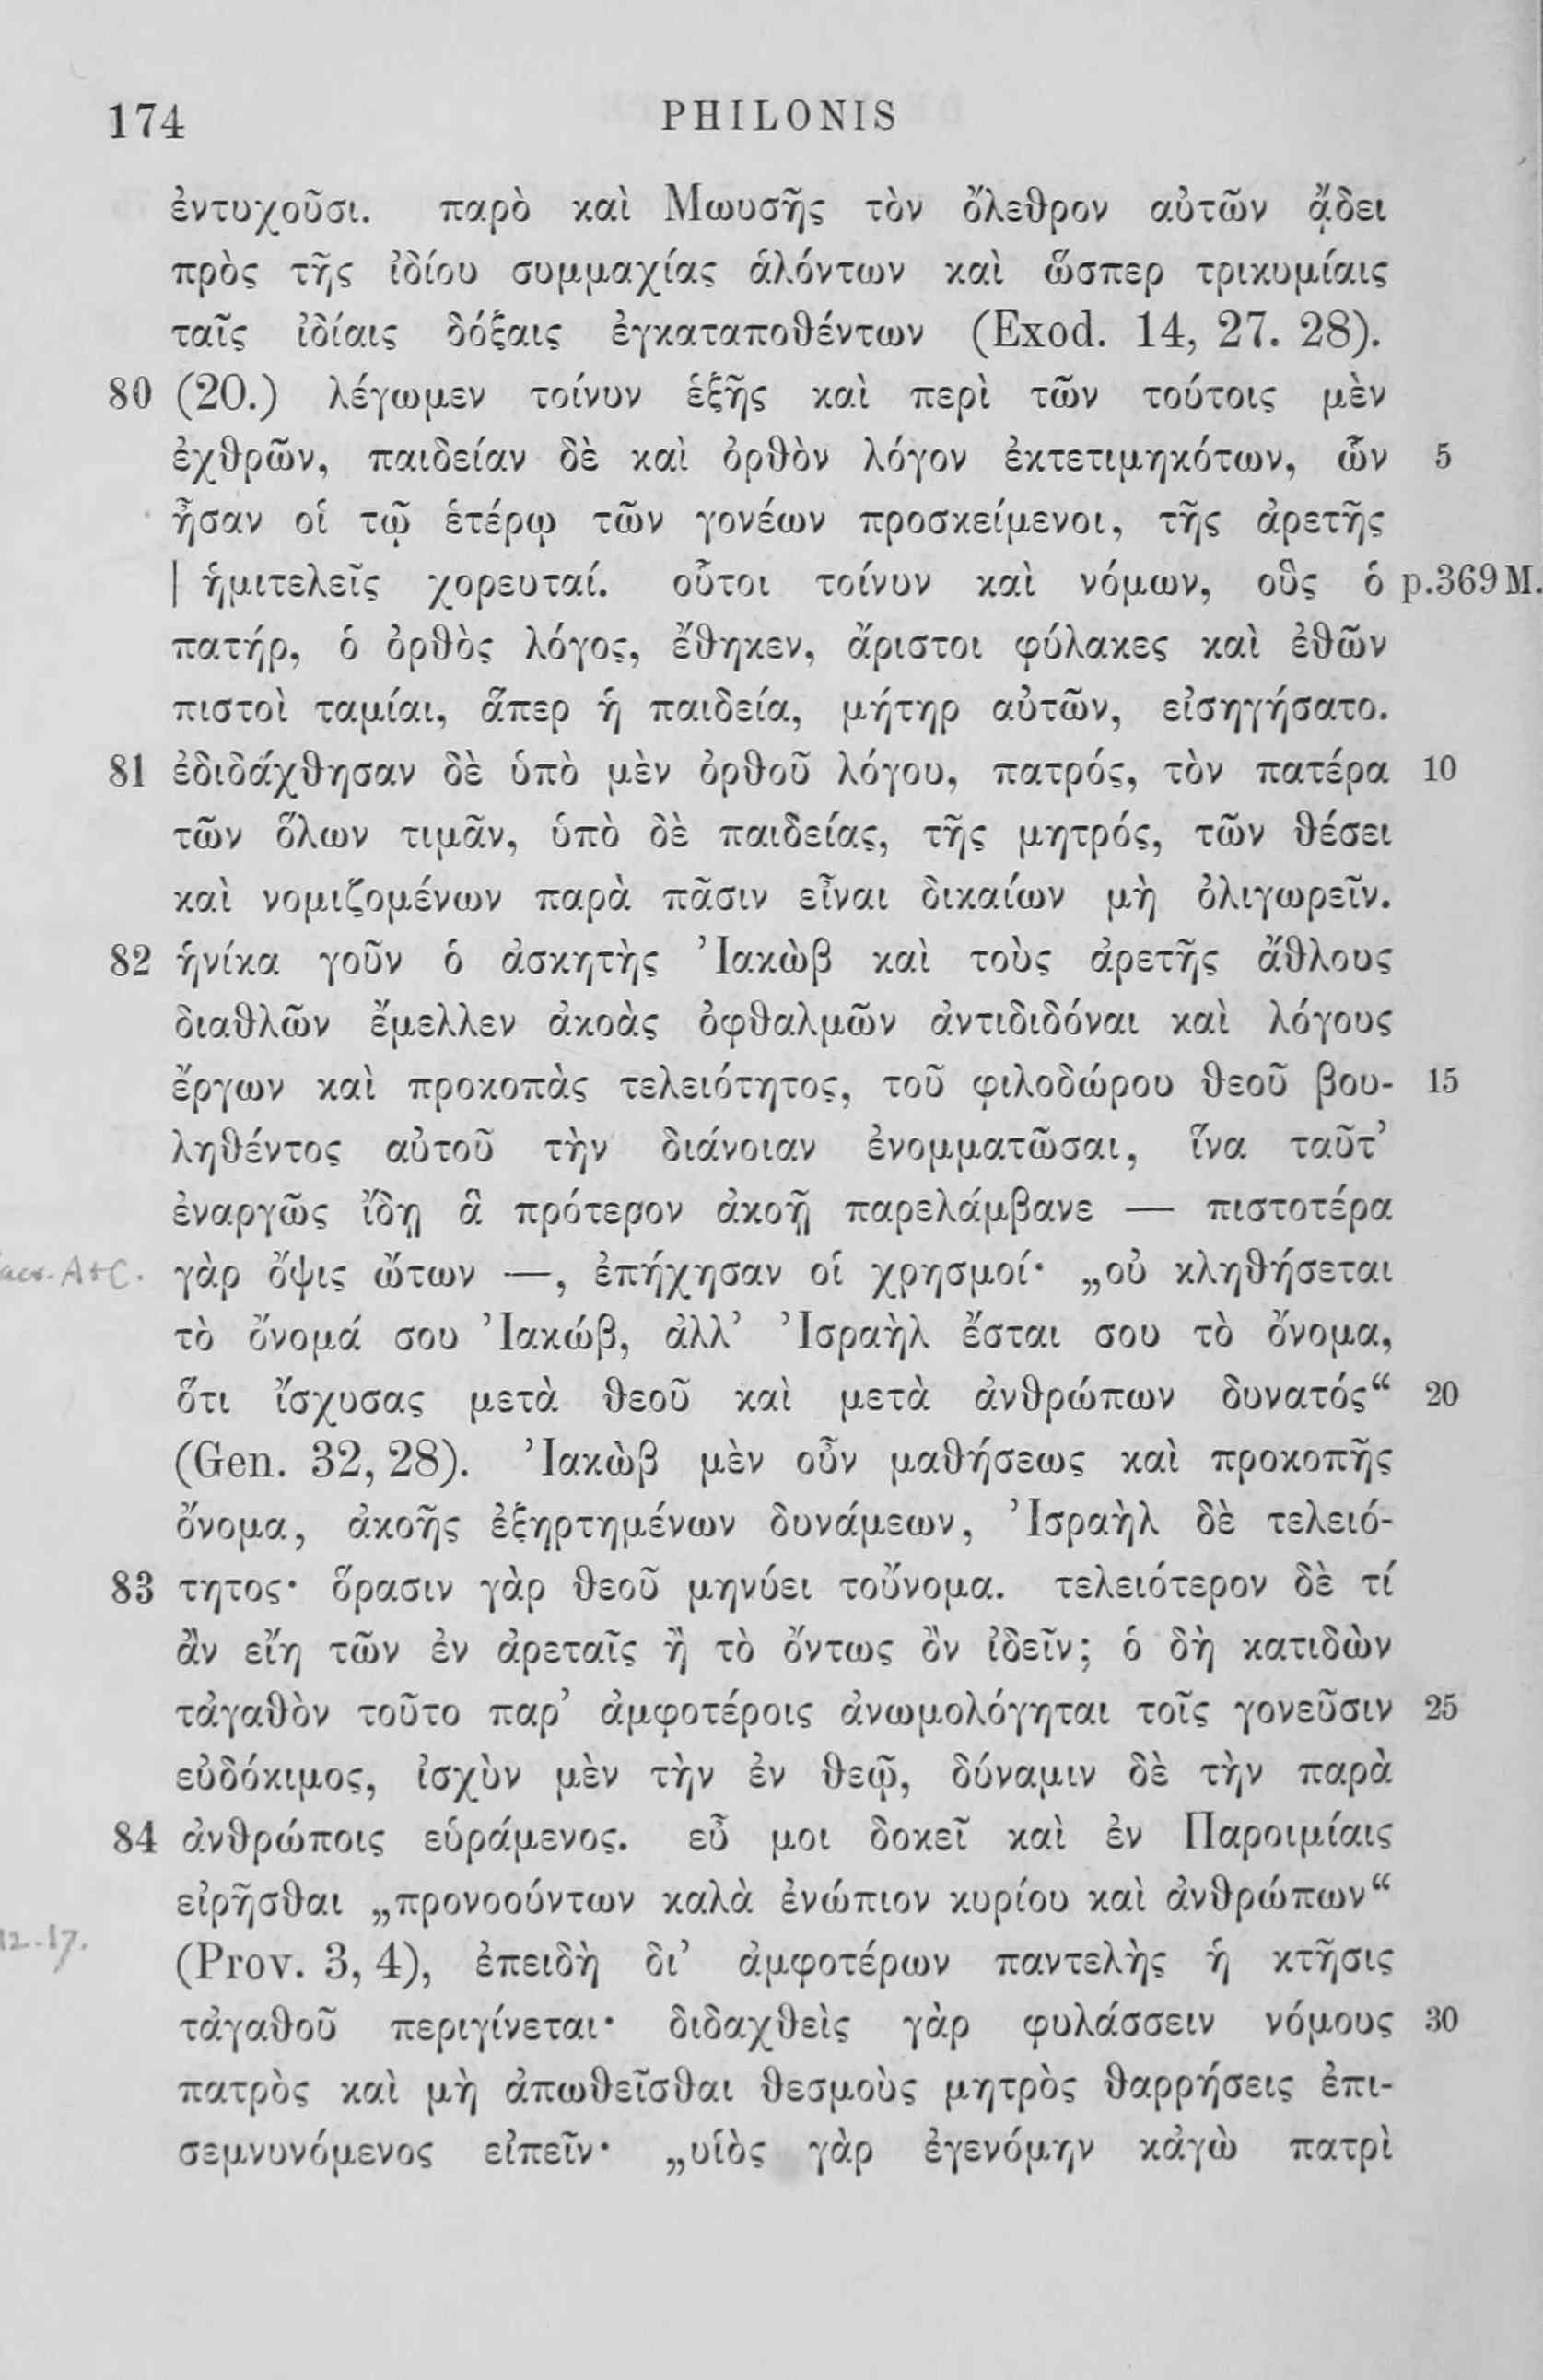 174 PHILONIS
ἐντυχοῦσι. παρὸ καὶ Μωυσῆς τὸν ὄλεθρον αὐτῶν ᾄδει
πρὸς τῆς ἰδίου συμμαχίας ἁλόντων καὶ ὥσπερ τρικυμίαις
ταῖς ἰδίαις δόξαις ἐγκαταποθέντων (Exod. 14, 27. 28).
80 (20.) λέγωμεν τοίνυν ἑξῆς καὶ περὶ τῶν τούτοις μὲν
ἐχθρῶν, παιδείαν δὲ καὶ ὀρθὸν λόγον ἐκτετιμηκότων, ὧν 5
ἦσαν οἱ τῷ ἑτέρῳ τῶν γονέων προσκείμενοι, τῆς ἀρετῆς
| ἡμιτελεῖς χορευταί. οὗτοι τοίνυν καὶ νόμων, οὓς ὁ p.369 M.
πατήρ, ὁ ὀρθὸς λόγος, ἔθηκεν, ἄριστοι φύλακες καὶ ἐθῶν
πιστοὶ ταμίαι, ἅπερ ἡ παιδεία, μήτηρ αὐτῶν, εἰσηγήσατο.
81 ἐδιδάχθησαν δὲ ὑπὸ μὲν ὀρθοῦ λόγου, πατρός, τὸν πατέρα 10
τῶν ὅλων τιμᾶν, ὑπὸ δὲ παιδείας, τῆς μητρός, τῶν θέσει
καὶ νομιζομένων παρὰ πᾶσιν εἶναι δικαίων μὴ ὀλιγωρεῖν.
82 ἡνίκα γοῦν ὁ ἀσκητὴς Ἰακὼβ καὶ τοὺς ἀρετῆς ἄθλους
διαθλῶν ἔμελλεν ἀκοὰς ὀφθαλμῶν ἀντιδιδόναι καὶ λόγους
ἔργων καὶ προκοπὰς τελειότητος, τοῦ φιλοδώρου θεοῦ βου- 15
ληθέντος αὐτοῦ τὴν διάνοιαν ἐνομματῶσαι, ἵνα ταῦτ’
ἐναργῶς ἴδῃ ἃ πρότερον ἀκοῇ παρελάμβανε — πιστοτέρα
γὰρ ὄψις ὤτων —, ἐπήχησαν οἱ χρησμοί· „οὐ κληθήσεται
τὸ ὄνομά σου Ἰακώβ, ἀλλ’ Ἰσραὴλ ἔσται σου τὸ ὄνομα,
ὅτι ἴσχυσας μετὰ θεοῦ καὶ μετὰ ἀνθρώπων δυνατός“ 20
(Gen. 32, 28). Ἰακὼβ μὲν οὖν μαθήσεως καὶ προκοπῆς
ὄνομα, ἀκοῆς ἐξηρτημένων δυνάμεων, Ἰσραὴλ δὲ τελειό-
83 τητος· ὅρασιν γὰρ θεοῦ μηνύει τοὔνομα. τελειότερον δὲ τί
ἂν εἴη τῶν ἐν ἀρεταῖς ἢ τὸ ὄντως ὂν ἰδεῖν; ὁ δὴ κατιδὼν
τἀγαθὸν τοῦτο παρ’ ἀμφοτέροις ἀνωμολόγηται τοῖς γονεῦσιν 25
εὐδόκιμος, ἰσχὺν μὲν τὴν ἐν θεῷ, δύναμιν δὲ τὴν παρὰ
84 ἀνθρώποις εὑράμενος. εὖ μοι δοκεῖ καὶ ἐν Παροιμίαις
εἰρῆσθαι „προνοούντων καλὰ ἐνώπιον κυρίου καὶ ἀνθρώπων“
12-17.
(Prov. 3, 4), ἐπειδὴ δι’ ἀμφοτέρων παντελὴς ἡ κτῆσις
τἀγαθοῦ περιγίνεται· διδαχθεὶς γὰρ φυλάσσειν νόμους 30
πατρὸς καὶ μὴ ἀπωθεῖσθαι θεσμοὺς μητρὸς θαρρήσεις ἐπι-
σεμνυνόμενος εἰπεῖν· „υἱὸς γὰρ ἐγενόμην κἀγὼ πατρὶ